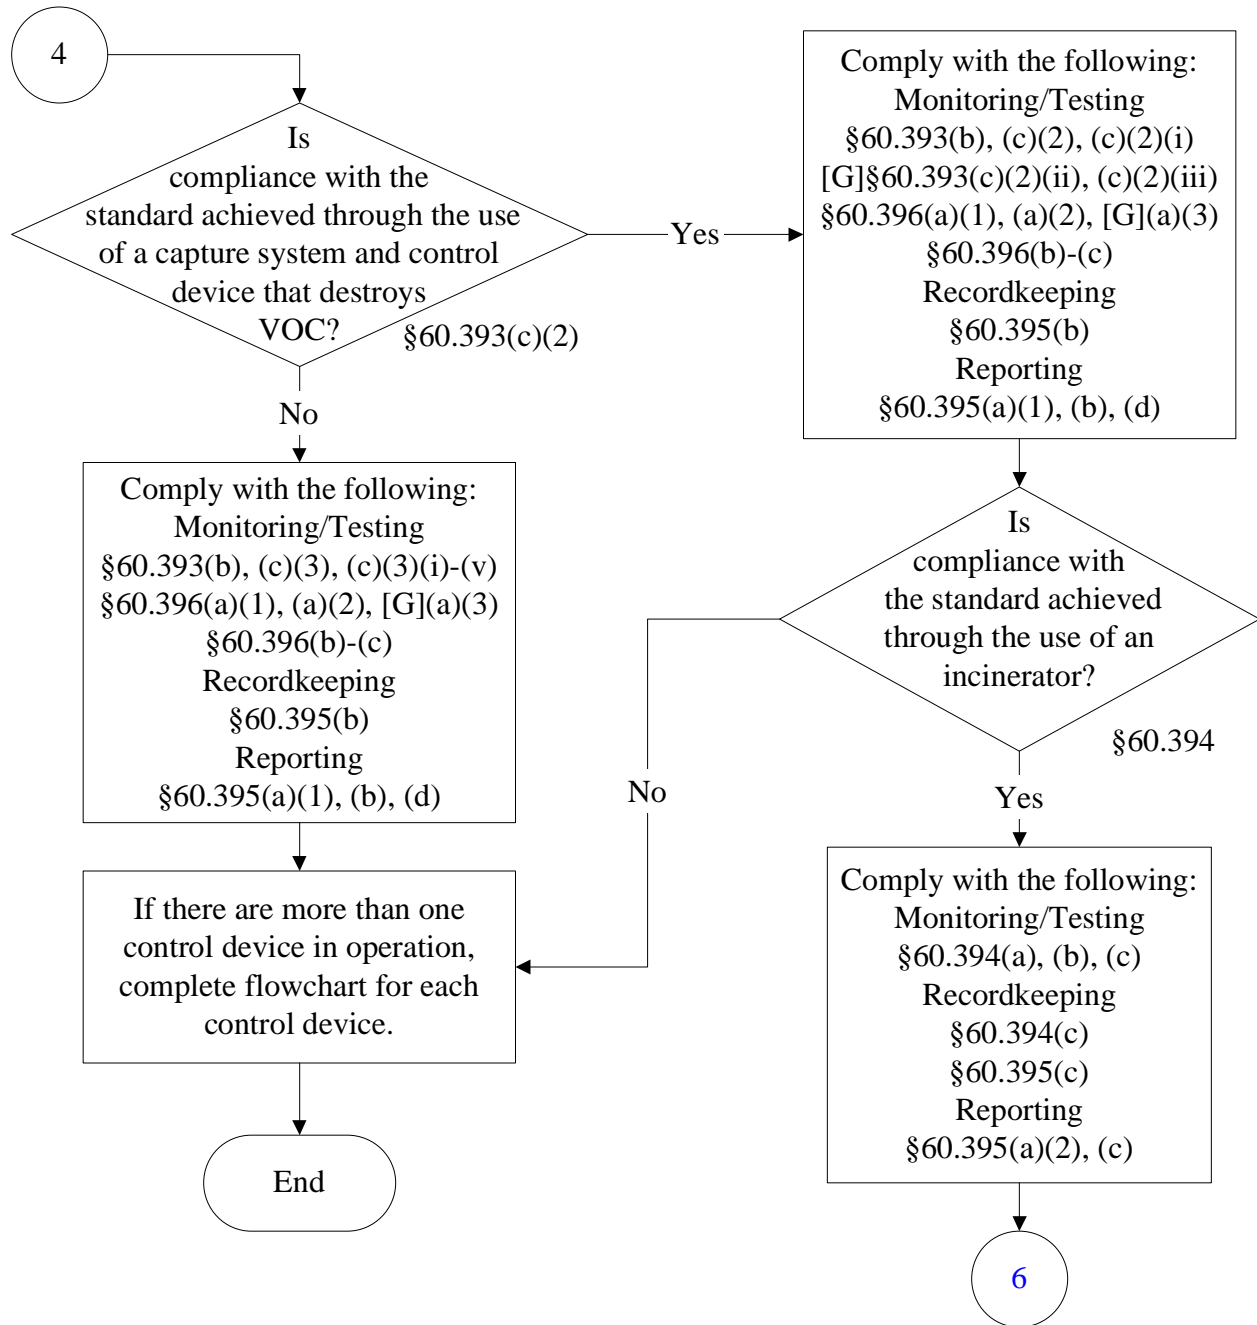 4
Is
compliance with the
standard achieved through the use
of a capture system and control
device that destroys
VOC?
§60.393(c)(2)
Yes
Comply with the following:
Monitoring/Testing
§60.393(b), (c)(2), (c)(2)(i)
[G]§60.393(c)(2)(ii), (c)(2)(iii)
§60.396(a)(1), (a)(2), [G](a)(3)
§60.396(b)-(c)
Recordkeeping
§60.395(b)
Reporting
§60.395(a)(1), (b), (d)
No
Comply with the following:
Monitoring/Testing
§60.393(b), (c)(3), (c)(3)(i)-(v)
§60.396(a)(1), (a)(2), [G](a)(3)
§60.396(b)-(c)
Recordkeeping
§60.395(b)
Reporting
§60.395(a)(1), (b), (d)
Is
compliance with
the standard achieved
through the use of an
incinerator?
§60.394
No
Yes
If there are more than one
control device in operation,
complete flowchart for each
control device.
End
Comply with the following:
Monitoring/Testing
§60.394(a), (b), (c)
Recordkeeping
§60.394(c)
§60.395(c)
Reporting
§60.395(a)(2), (c)
6